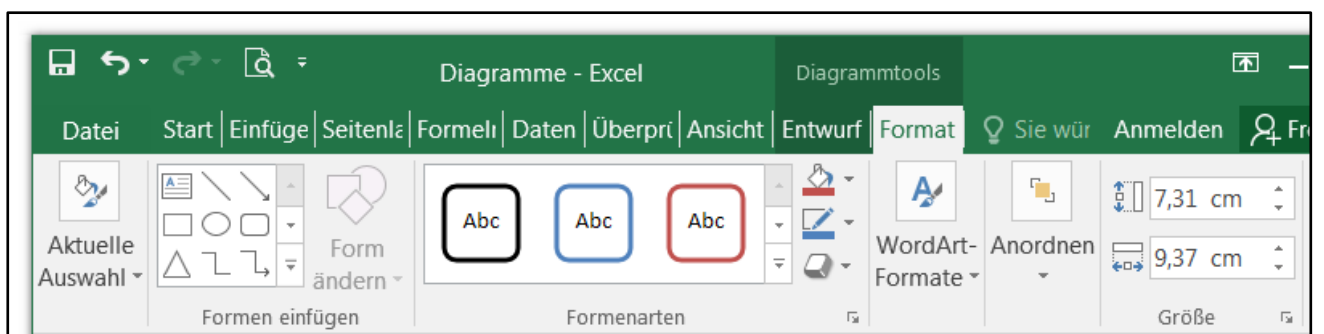 Diagramme - Excel Diagrammtools
Datei Start Einfüge Seitenla Formeln Daten Überprü Ansicht Entwurf Format Sie wür Anmelden Fr
Abc Abc Abc
7,31 cm
Aktuelle Auswahl
Form ändern
WordArt-Formate
Anordnen
9,37 cm
Formen einfügen Formenarten Größe